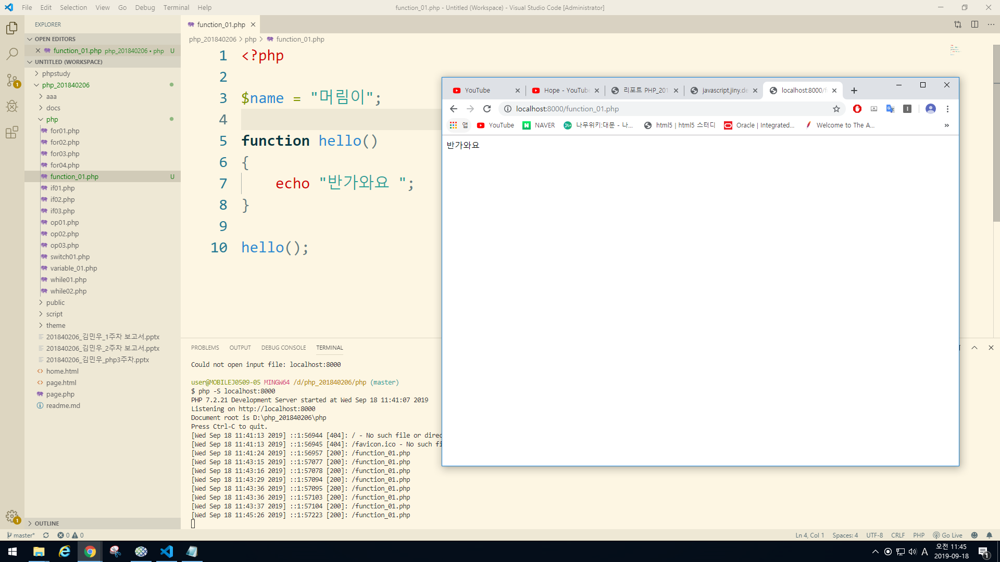 File Edit Selection View Go Debug Terminal Help
function_01.php - Untitled (Workspace) - Visual Studio Code [Administrator]
EXPLORER
OPEN EDITORS
function_01.php php_201840206 • php U
UNTITLED (WORKSPACE)
phpstudy
php_201840206
aaa
docs
php
for01.php
for02.php
for03.php
for04.php
function_01.php U
if01.php
if02.php
if03.php
op01.php
op02.php
op03.php
switch01.php
variable_01.php
while01.php
while02.php
public
script
theme
201840206_김민우_1주차 보고서.pptx
201840206_김민우_2주차 보고서.pptx
201840206_김민우_php3주차.pptx
home.html
page.html
page.php
readme.md
OUTLINE
function_01.php
php_201840206 > php > function_01.php
1 <?php
2
3 $name = "머림이";
4
5 function hello()
6 {
7 echo "반가와요 ";
8 }
9
10 hello();
PROBLEMS OUTPUT DEBUG CONSOLE TERMINAL
Could not open input file: localhost:8000
user@MOBILEJ0509-05 MINGW64 /d/php_201840206/php (master)
$ php -S localhost:8000
PHP 7.2.21 Development Server started at Wed Sep 18 11:41:07 2019
Listening on http://localhost:8000
Document root is D:\php_201840206\php
Press Ctrl-C to quit.
[Wed Sep 18 11:41:13 2019] ::1:56944 [404]: / - No such file or direc
[Wed Sep 18 11:41:13 2019] ::1:56945 [404]: /favicon.ico - No such fi
[Wed Sep 18 11:41:24 2019] ::1:56957 [200]: /function_01.php
[Wed Sep 18 11:43:15 2019] ::1:57077 [200]: /function_01.php
[Wed Sep 18 11:43:16 2019] ::1:57078 [200]: /function_01.php
[Wed Sep 18 11:43:29 2019] ::1:57094 [200]: /function_01.php
[Wed Sep 18 11:43:36 2019] ::1:57095 [200]: /function_01.php
[Wed Sep 18 11:43:36 2019] ::1:57103 [200]: /function_01.php
[Wed Sep 18 11:43:37 2019] ::1:57104 [200]: /function_01.php
[Wed Sep 18 11:45:26 2019] ::1:57223 [200]: /function_01.php
YouTube
Hope - YouTube
리포트 PHP_201
javascript.jiny.de
localhost:8000/f
localhost:8000/function_01.php
앱 YouTube NAVER 나무위키:대문 - 나... html5 | html5 스터디 Oracle | Integrated... Welcome to The A... »
반가와요
master* 0 0
Ln 4, Col 1 Spaces: 4 UTF-8 CRLF PHP Go Live
A 오전 11:45
2019-09-18
1